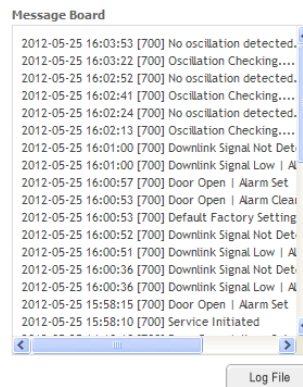 Message Board
2012-05-25 16:03:53 [700] No oscillation detected.
2012-05-25 16:03:22 [700] Oscillation Checking....
2012-05-25 16:02:52 [700] No oscillation detected.
2012-05-25 16:02:41 [700] Oscillation Checking....
2012-05-25 16:02:24 [700] No oscillation detected.
2012-05-25 16:02:13 [700] Oscillation Checking....
2012-05-25 16:01:00 [700] Downlink Signal Not Dete
2012-05-25 16:01:00 [700] Downlink Signal Low | Al
2012-05-25 16:00:57 [700] Door Open | Alarm Set
2012-05-25 16:00:53 [700] Door Open | Alarm Clear
2012-05-25 16:00:53 [700] Default Factory Setting
2012-05-25 16:00:52 [700] Downlink Signal Not Dete
2012-05-25 16:00:51 [700] Downlink Signal Low | Al
2012-05-25 16:00:36 [700] Downlink Signal Not Dete
2012-05-25 16:00:36 [700] Downlink Signal Low | Al
2012-05-25 15:58:15 [700] Door Open | Alarm Set
2012-05-25 15:58:10 [700] Service Initiated
Log File